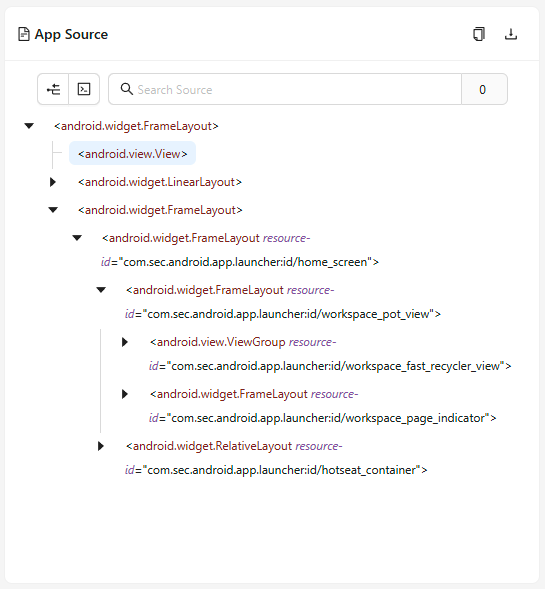 App Source
Search Source
0
<android.widget.FrameLayout>
<android.view.View>
<android.widget.LinearLayout>
<android.widget.FrameLayout>
<android.widget.FrameLayout resource-
id="com.sec.android.app.launcher:id/home_screen">
<android.widget.FrameLayout resource-
id="com.sec.android.app.launcher:id/workspace_pot_view">
<android.view.ViewGroup resource-
id="com.sec.android.app.launcher:id/workspace_fast_recycler_view">
<android.widget.FrameLayout resource-
id="com.sec.android.app.launcher:id/workspace_page_indicator">
<android.widget.RelativeLayout resource-
id="com.sec.android.app.launcher:id/hotseat_container">